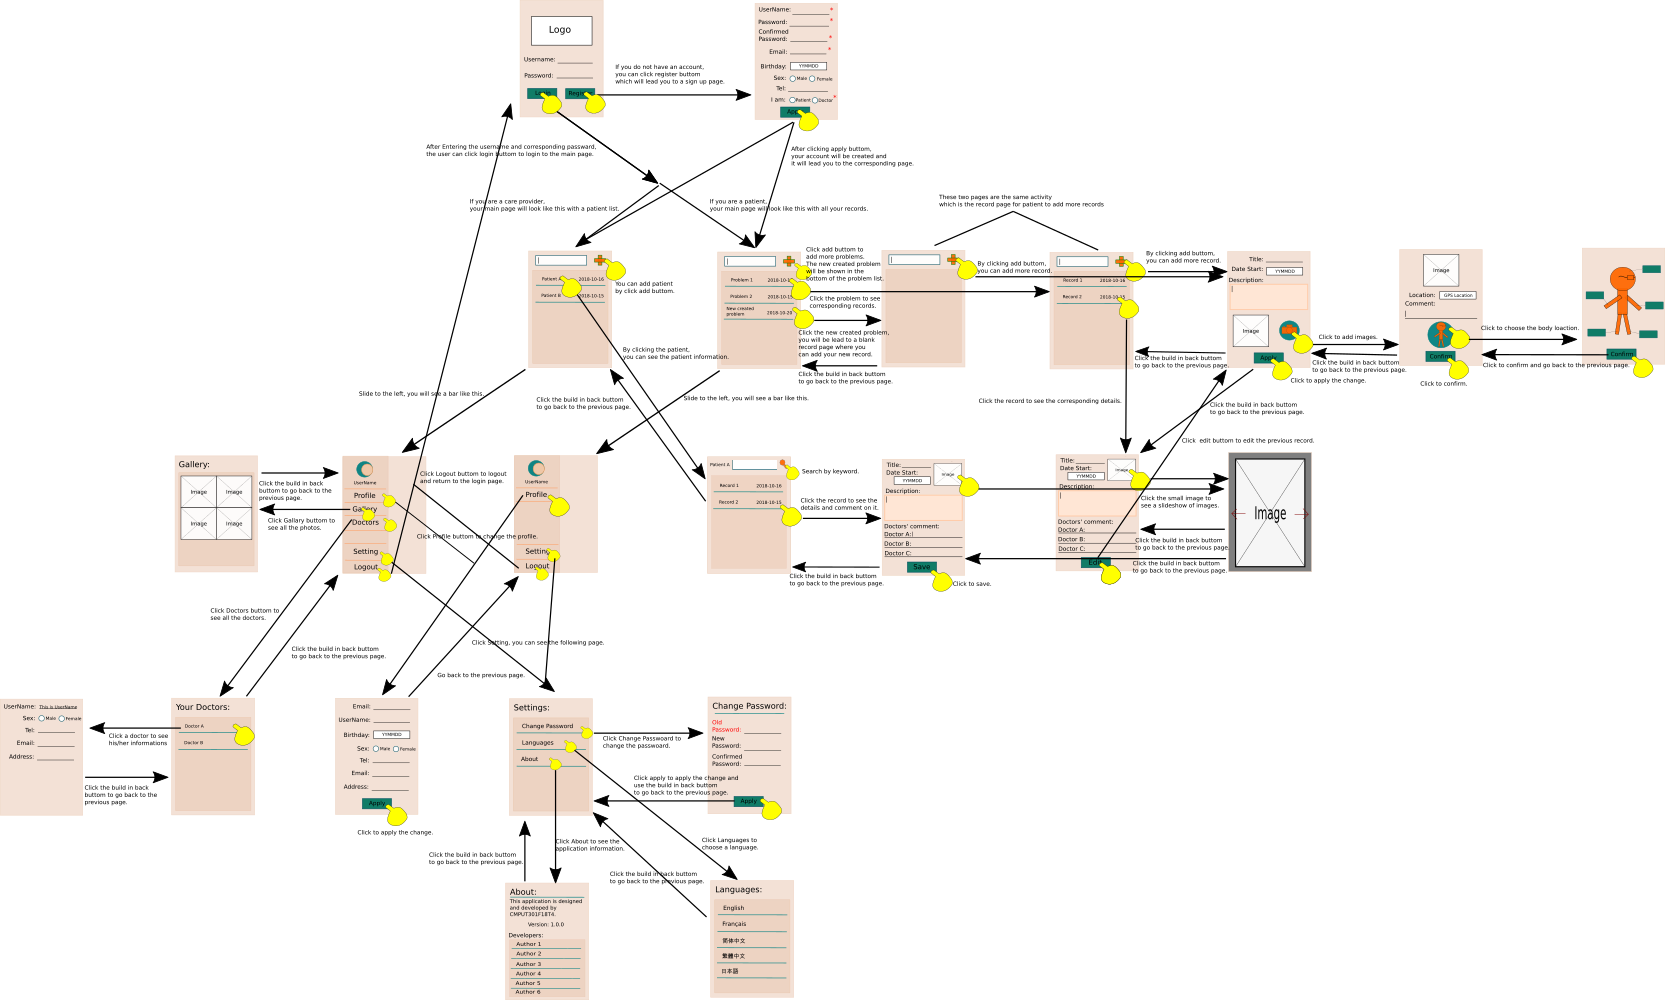 Logo
Username:
Password:
UserName: *
Password: *
Confirmed
Password: *
Email: *
Birthday: YYMMDD
Sex: Male Female
Tel:
I am: Patient Doctor *
If you do not have an account,
you can click register buttom
which will lead you to a sign up page.
After Entering the username and corresponding password,
the user can click login buttom to login to the main page.
After clicking apply buttom,
your account will be created and
it will lead you to the corresponding page.
If you are a care provider,
your main page will look like this with a patient list.
If you are a patient,
your main page will look like this with all your records.
These two pages are the same activity
which is the record page for patient to add more records
Patient A 2018-10-16
Patient B 2018-10-15
You can add patient
by click add buttom.
Problem 1
Problem 2 2018-10-15
New created
problem 2018-10-20
Click add buttom to
add more problems.
The new created problem
will be shown in the
bottom of the problem list.
Click the problem to see
corresponding records.
Click the new created problem,
you will be lead to a blank
record page where you
can add your new record.
Click the build in back buttom
to go back to the previous page.
By clicking add buttom,
you can add more record.
Record 1 2018-10-16
Record 2 2018-10-15
By clicking add buttom,
you can add more record.
Title:
Date Start: YYMMDD
Description:
Image
Apply
Click the build in back buttom
to go back to the previous page.
Click to apply the change.
Click to add images.
Click the build in back buttom
to go back to the previous page.
Image
Location: GPS Location
Comment:
Confirm
Click to confirm.
Click to choose the body loaction.
Click to confirm and go back to the previous page.
Confirm
By clicking the patient,
you can see the patient information.
Slide to the left, you will see a bar like this.
Click the build in back buttom
to go back to the previous page.
Slide to the left, you will see a bar like this.
Click the record to see the corresponding details.
Click the build in back buttom
to go back to the previous page.
Click edit buttom to edit the previous record.
Gallery:
Image Image
Image Image
Click the build in back
buttom to go back to the
previous page.
Click Gallary buttom to
see all the photos.
UserName
Profile
Gallery
Doctors
Setting
Logout
Click Logout buttom to logout
and return to the login page.
Click Profile buttom to change the profile.
UserName
Profile
Setting
Logout
Patient A
Record 1 2018-10-16
Record 2 2018-10-15
Search by keyword.
Click the record to see the
details and comment on it.
Click the build in back buttom
to go back to the previous page.
Title:
Date Start:
YYMMDD
Image
Description:
Doctors' comment:
Doctor A:
Doctor B:
Doctor C:
Save
Click to save.
Title:
Date Start:
YYMMDD
Image
Description:
Doctors' comment:
Doctor A:
Doctor B:
Doctor C:
Edit
Click the small image to
see a slideshow of images.
Click the build in back buttom
to go back to the previous page.
Click the build in back buttom
to go back to the previous page.
Image
Click Doctors buttom to
see all the doctors.
Click the build in back buttom
to go back to the previous page.
Click Setting, you can see the following page.
Go back to the previous page.
UserName: This is UserName
Sex: Male Female
Tel:
Email:
Address:
Click a doctor to see
his/her informations
Click the build in back
buttom to go back to the
previous page.
Your Doctors:
Doctor A
Doctor B
Email:
UserName:
Birthday: YYMMDD
Sex: Male Female
Tel:
Email:
Address:
Apply
Click to apply the change.
Settings:
Change Password
Languages
About
Click Change Passwoard to
change the passwoard.
Change Password:
Old
Password:
New
Password:
Confirmed
Password:
Apply
Click apply to apply the change and
use the build in back buttom
to go back to the previous page.
Click the build in back buttom
to go back to the previous page.
Click About to see the
application information.
Click Languages to
choose a language.
Click the build in back buttom
to go back to the previous page.
About:
This application is designed
and developed by
CMPUT301F18T4.
Version: 1.0.0
Developers:
Author 1
Author 2
Author 3
Author 4
Author 5
Author 6
Languages:
English
Français
简体中文
繁體中文
日本語